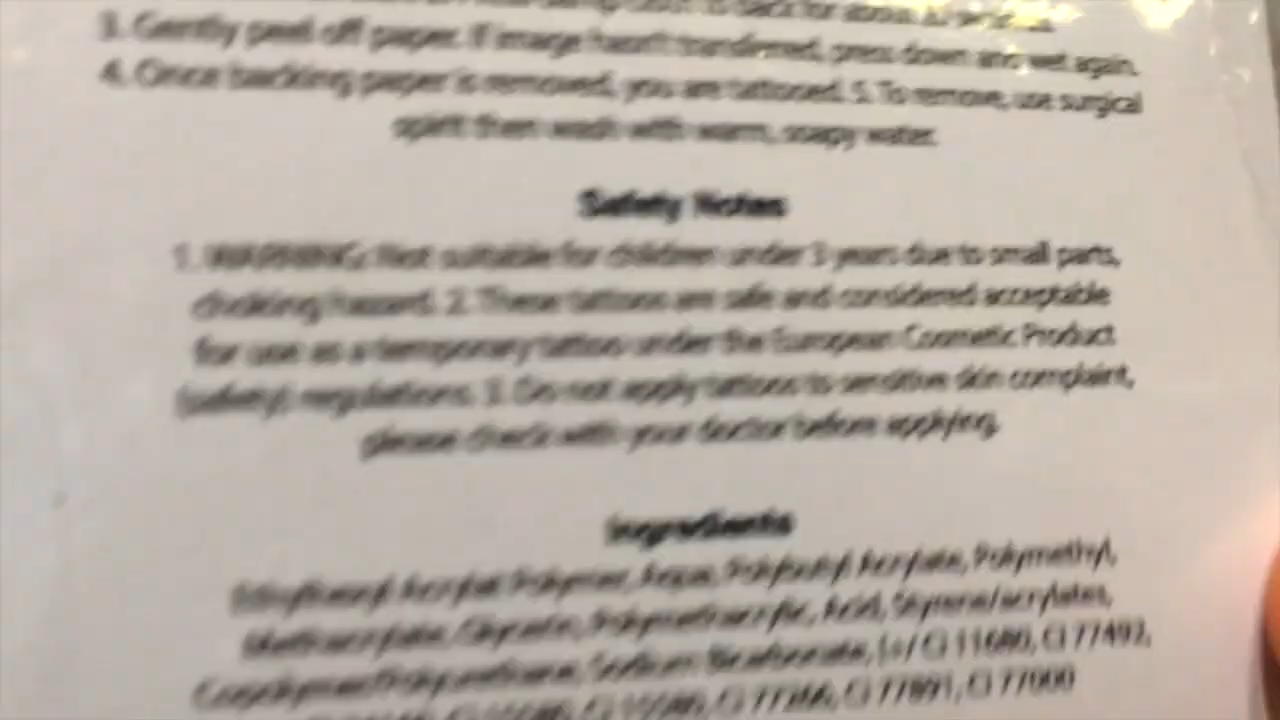 3. Gently peel off paper. If image hasn't transferred, press down and wet again.
4. Once backing paper is removed, you are tattooed. 5. To remove, use surgical
spirit then wash with warm, soapy water.
Safety Notes
1. WARNING: Not suitable for children under 3 years due to small parts,
choking hazard. 2. These tattoos are safe and considered acceptable
for use as a temporary tattoo under the European Cosmetic Product
(safety) regulations. 3. Do not apply tattoos to sensitive skin complaint,
please check with your doctor before applying.
Ingredients
Acrylate, Polymethyl,
Acid, Styrene/acrylates,
Sodium Bicarbonate, (+/ CI 11680, CI 77492,
CI 77266, CI 77891, CI 77000